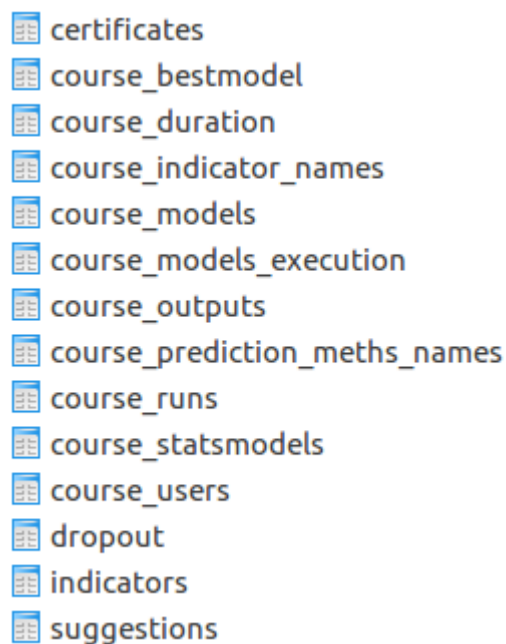 certificates
course_bestmodel
course_duration
course_indicator_names
course_models
course_models_execution
course_outputs
course_prediction_meths_names
course_runs
course_statsmodels
course_users
dropout
indicators
suggestions